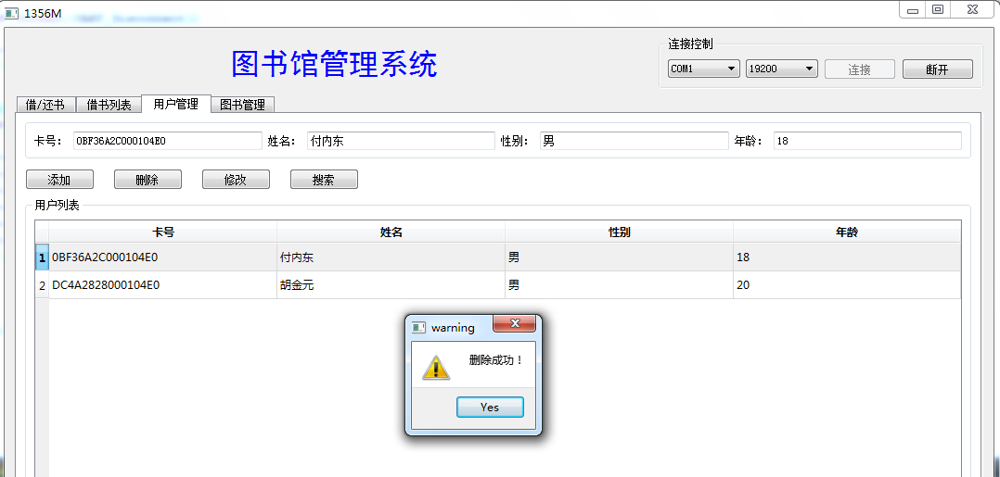 1356M
图书馆管理系统
连接控制
COM1 19200 连接 断开
借/还书 借书列表 用户管理 图书管理
卡号： 0BF36A2C000104E0 姓名： 付内东 性别： 男 年龄： 18
添加 删除 修改 搜索
用户列表
卡号 姓名 性别 年龄
1 0BF36A2C000104E0 付内东 男 18
2 DC4A2828000104E0 胡金元 男 20
warning
删除成功！
Yes